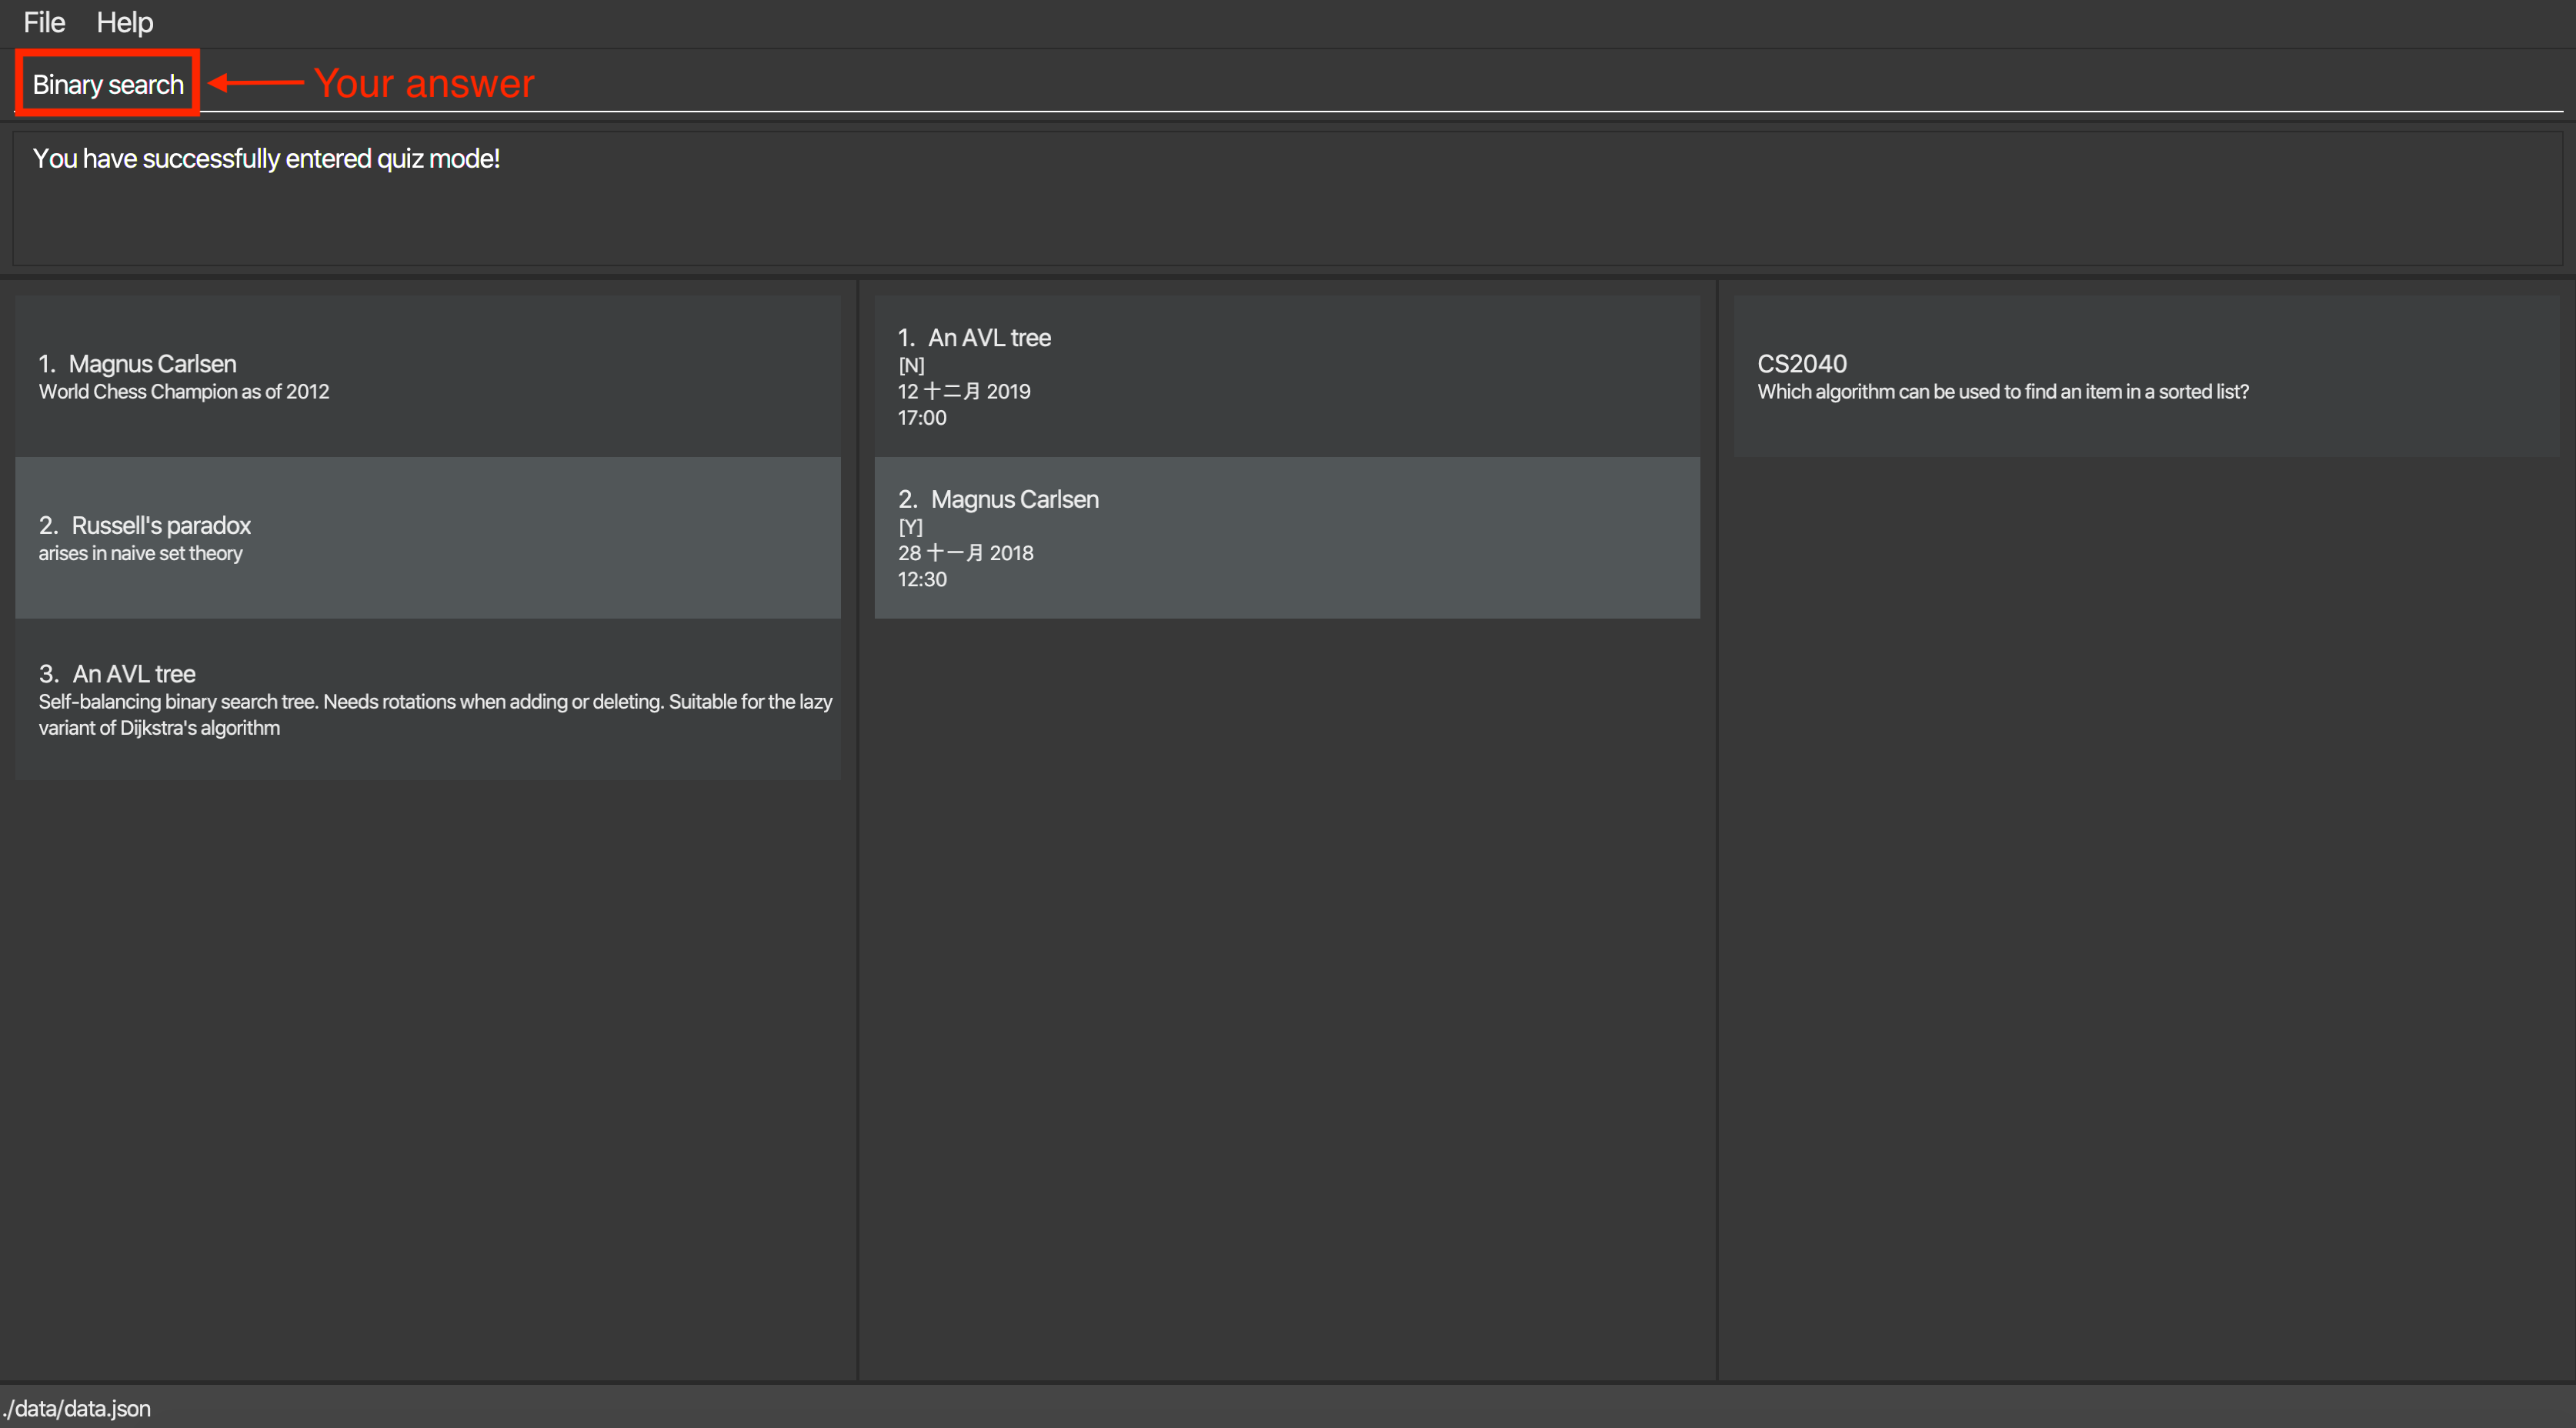 File Help
Binary search
Your answer
You have successfully entered quiz mode!
1. Magnus Carlsen
World Chess Champion as of 2012
2. Russell's paradox
arises in naive set theory
3. An AVL tree
Self-balancing binary search tree. Needs rotations when adding or deleting. Suitable for the lazy
variant of Dijkstra's algorithm
1. An AVL tree
[N]
12 十二月 2019
17:00
2. Magnus Carlsen
[Y]
28 十一月 2018
12:30
CS2040
Which algorithm can be used to find an item in a sorted list?
./data/data.json